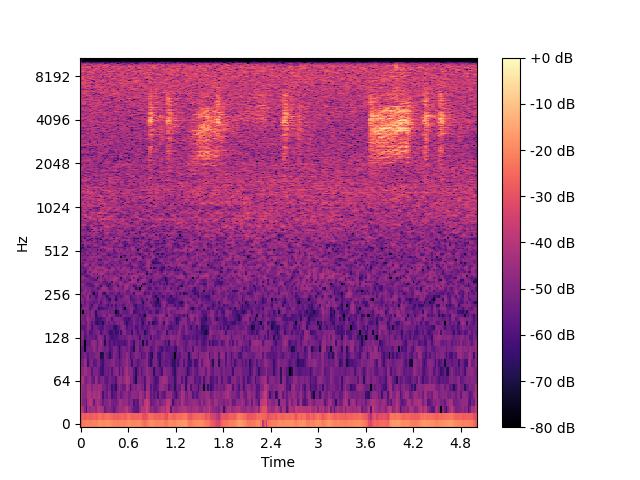 8192
4096
2048
1024
512
256
128
64
0
Hz
0 0.6 1.2 1.8 2.4 3 3.6 4.2 4.8
Time
+0 dB
-10 dB
-20 dB
-30 dB
-40 dB
-50 dB
-60 dB
-70 dB
-80 dB